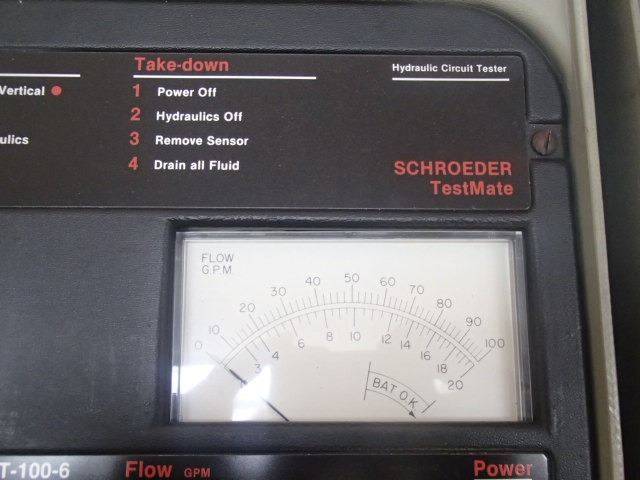 Take-down
Hydraulic Circuit Tester
Vertical
1 Power Off
2 Hydraulics Off
ulics
3 Remove Sensor
4 Drain all Fluid
SCHROEDER
TestMate
FLOW
G.P.M
0 10 20 30 40 50 60 70 80 90 100
3 4 6 8 10 12 14 16 18 20
BAT. O.K
T-100-6
Flow GPM
Power